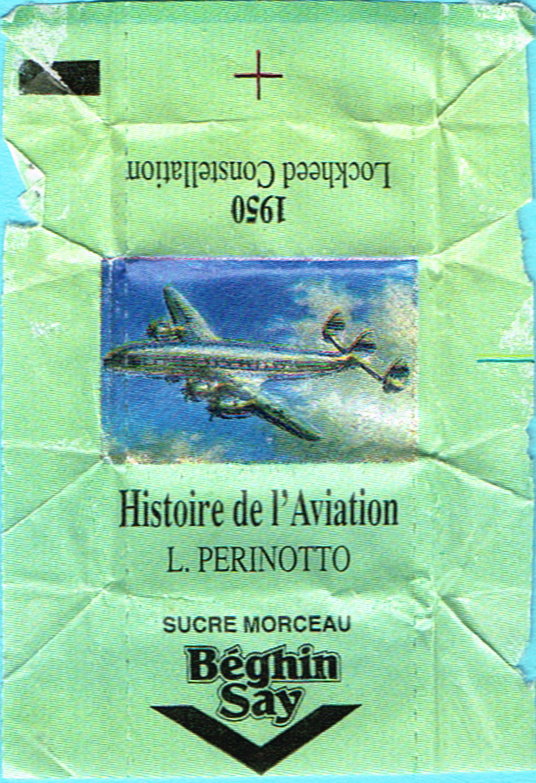 1950
Lockheed Constellation
Histoire de l'Aviation
L. PERINOTTO
SUCRE MORCEAU
Béghin
Say